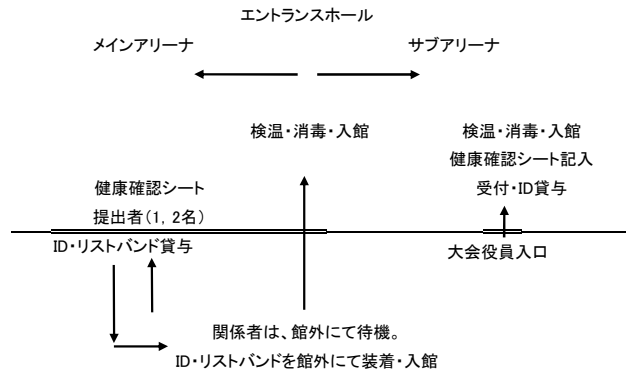 エントランスホール
メインアリーナ
サブアリーナ
検温・消毒・入館
検温・消毒・入館
健康確認シート記入
受付・ID貸与
健康確認シート
提出者(1，2名)
ID・リストバンド貸与
大会役員入口
関係者は、館外にて待機。
ID・リストバンドを館外にて装着・入館